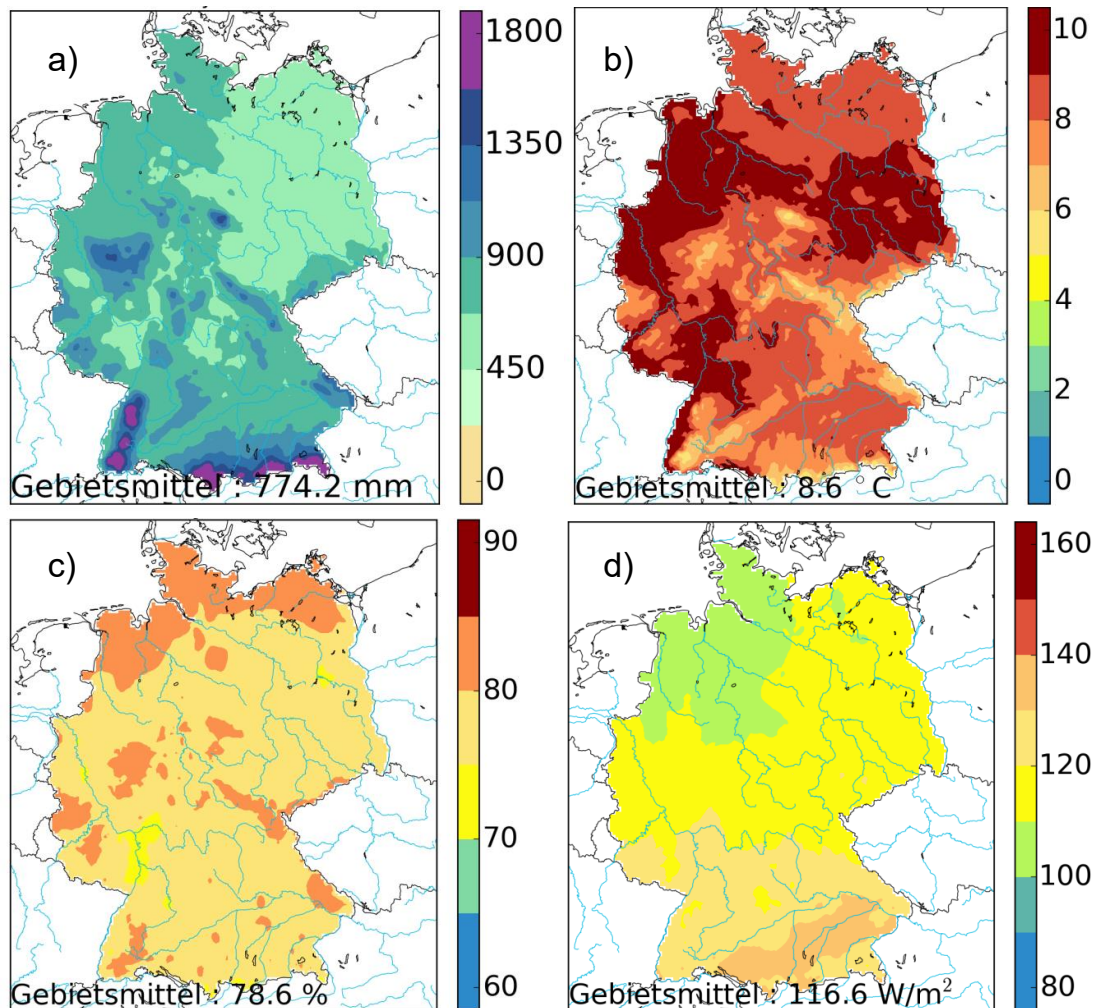 a)
1800
1350
900
450
0
Gebietsmittel : 774.2 mm
b)
10
8
6
4
2
0
Gebietsmittel : 8.6 ° C
c)
90
80
70
60
Gebietsmittel : 78.6 %
d)
160
140
120
100
80
Gebietsmittel : 116.6 W/m²